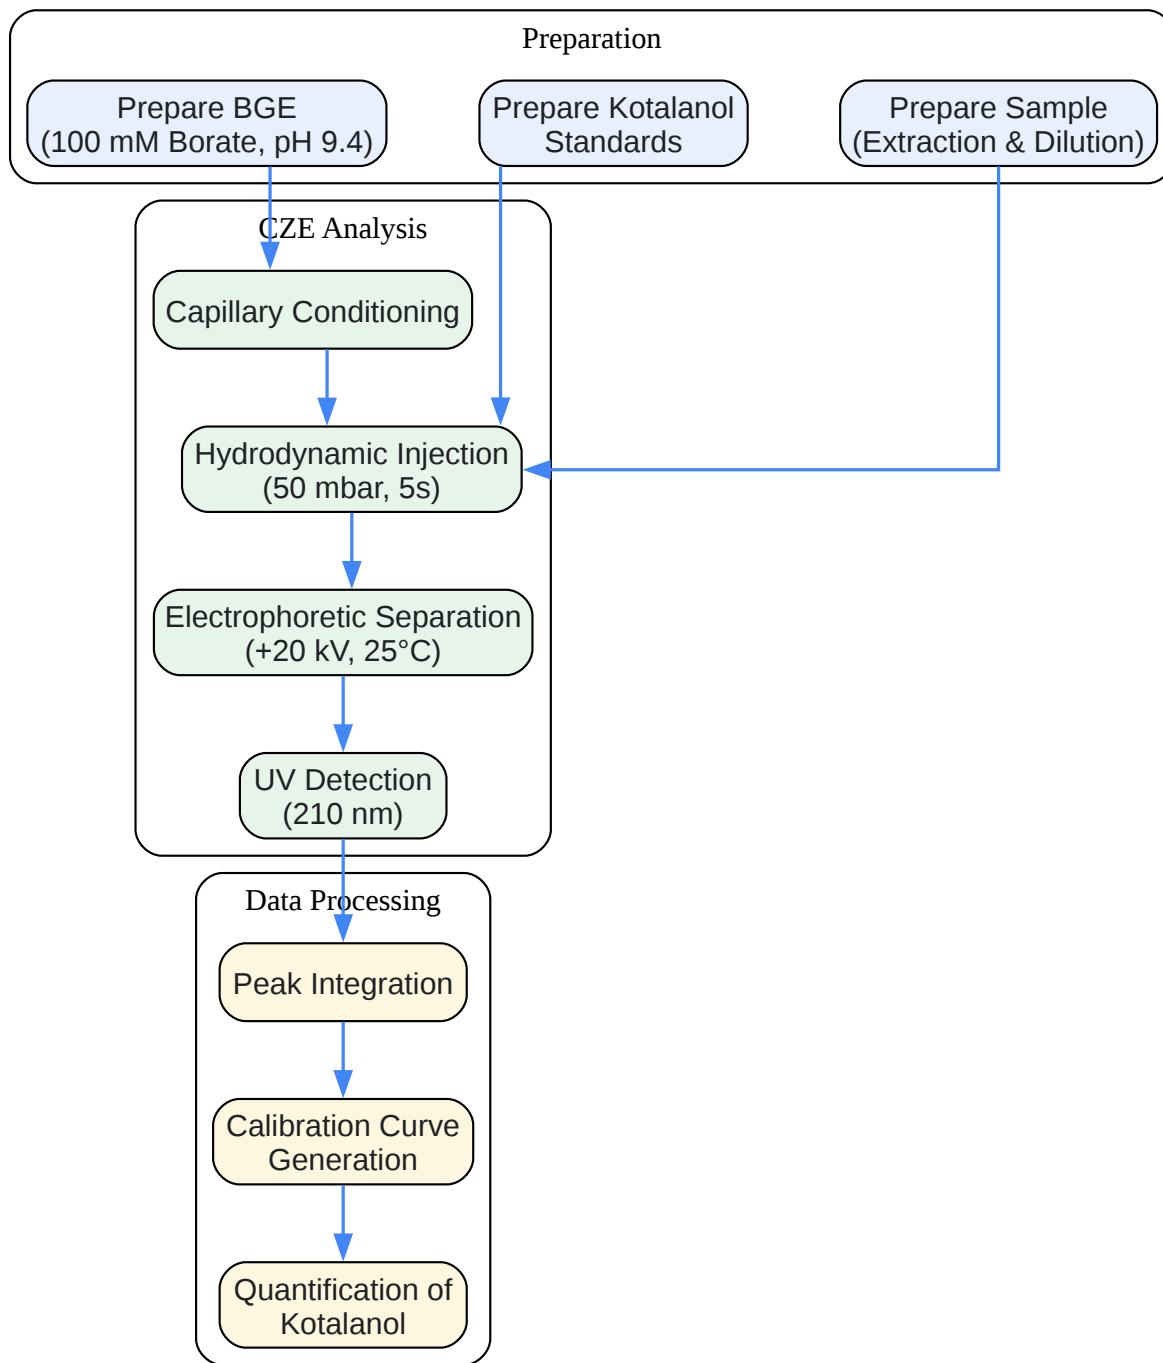 Preparation
Prepare BGE
(100 mM Borate, pH 9.4)
Prepare Kotalanol
Standards
Prepare Sample
(Extraction & Dilution)
CZE Analysis
Capillary Conditioning
Hydrodynamic Injection
(50 mbar, 5s)
Electrophoretic Separation
(+20 kV, 25°C)
UV Detection
(210 nm)
Data Processing
Peak Integration
Calibration Curve
Generation
Quantification of
Kotalanol